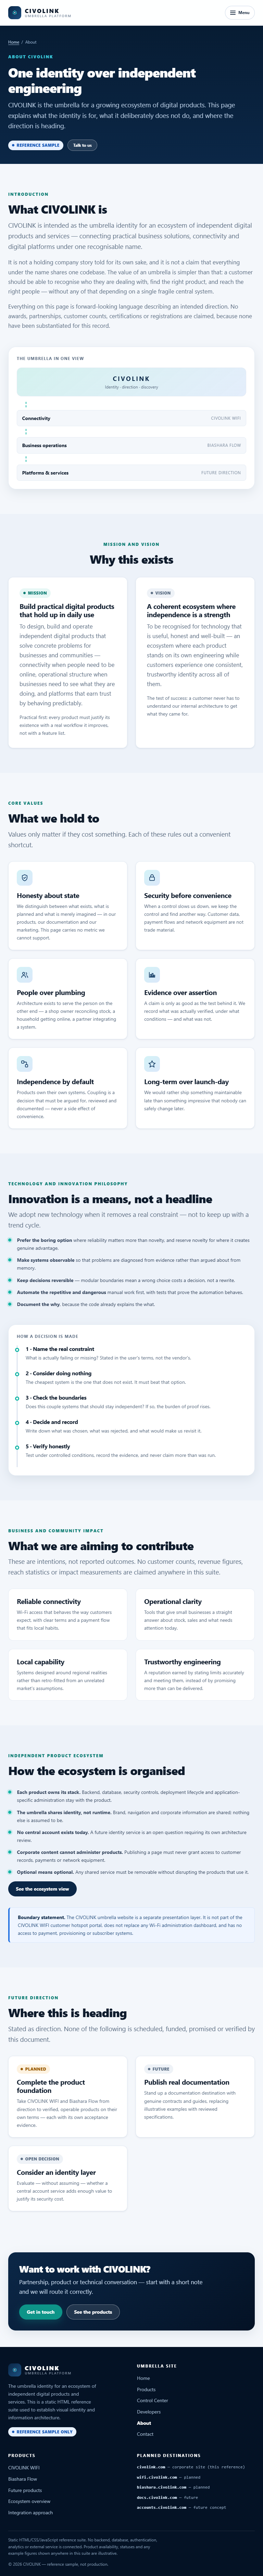 CIVOLINK
UMBRELLA PLATFORM
Menu
Home / About
ABOUT CIVOLINK
One identity over independent
engineering
CIVOLINK is the umbrella for a growing ecosystem of digital products. This page
explains what we do, what the umbrella deliberately does not do, and where the
direction is heading.
REFERENCE SAMPLE
Talk to us
INTRODUCTION
What CIVOLINK is
CIVOLINK is intended as the umbrella identity for an ecosystem of independent digital
products and services — connecting practical business solutions, connectivity and
digital platforms under one recognisable name.
It is not a holding company story told for its own sake, and it is not a claim that everything
under the name shares one codebase. The value of an umbrella is simpler than that: a customer
should be able to recognise who they are dealing with, find the right product, and reach the
right people — without any of that depending on a single fragile central system.
Everything on this page is forward-looking language describing an intended direction. No
awards, partnerships, customer counts, certifications or registrations are claimed, because none
have been substantiated for this record.
THE UMBRELLA IN ONE VIEW
CIVOLINK
Identity · direction · discovery
Connectivity
CIVOLINK WIFI
Business operations
BIASHARA FLOW
Platforms & services
FUTURE DIRECTION
MISSION AND VISION
Why this exists
MISSION
Build practical digital products
that hold up in daily use
To design, build and operate
independent digital products that
solve concrete problems for
businesses and communities —
connectivity when people need to be
online, operational structure when
businesses need to see what they are
doing, and platforms that earn trust
by behaving predictably.
Practical first: every product must justify its
existence with a real workflow it improves,
not with a feature list.
VISION
A coherent ecosystem where
independence is a strength
To be recognised for technology that
is useful, honest and well-built — an
ecosystem where each product
stands on its own engineering while
customers experience one consistent,
trustworthy identity across all of
them.
The test of success: a customer never has to
understand our internal architecture to get
what they came for.
CORE VALUES
What we hold to
Values only matter if they cost something. Each of these rules out a convenient
shortcut.
Honesty about state
We distinguish between what exists, what is
planned and what is merely imagined — in our
products, our documentation and our
marketing. This page carries no metric we
cannot support.
Security before convenience
When a control slows us down, we keep the
control and find another way. Customer data,
payment flows and network equipment are not
trade material.
People over plumbing
Architecture exists to serve the person on the
other end — a shop owner reconciling stock, a
household getting online, a partner integrating
a system.
Evidence over assertion
A claim is only as good as the test behind it. We
record what was actually verified, under what
conditions — and what was not.
Independence by default
Products own their own systems. Coupling is a
decision that must be argued for, reviewed and
documented — never a side effect of
convenience.
Long-term over launch-day
We would rather ship something maintainable
later than something impressive that nobody can
safely change later.
TECHNOLOGY AND INNOVATION PHILOSOPHY
Innovation is a means, not a headline
We adopt new technology when it removes a real constraint — not to keep up with a
trend cycle.
Prefer the boring option where reliability matters more than novelty, and reserve novelty for where it creates
genuine advantage.
Make systems observable so that problems are diagnosed from evidence rather than argued about from
memory.
Keep decisions reversible — modular boundaries mean a wrong choice costs a decision, not a rewrite.
Automate the repetitive and dangerous manual work first, with tests that prove the automation behaves.
Document the why, because the code already explains the what.
HOW A DECISION IS MADE
1 · Name the real constraint
What is actually failing or missing? Stated in the user's terms, not the vendor's.
2 · Consider doing nothing
The cheapest system is the one that does not exist. It must beat that option.
3 · Check the boundaries
Does this couple systems that should stay independent? If so, the burden of proof rises.
4 · Decide and record
Write down what was chosen, what was rejected, and what would make us revisit it.
5 · Verify honestly
Test under controlled conditions, record the evidence, and never claim more than was run.
BUSINESS AND COMMUNITY IMPACT
What we are aiming to contribute
These are intentions, not reported outcomes. No customer counts, revenue figures,
reach statistics or impact measurements are claimed anywhere in this suite.
Reliable connectivity
Wi-Fi access that behaves the way customers
expect, with clear terms and a payment flow
that fits local habits.
Operational clarity
Tools that give small businesses a straight
answer about stock, sales and what needs
attention today.
Local capability
Systems designed around regional realities
rather than retro-fitted from an unrelated
market's assumptions.
Trustworthy engineering
A reputation earned by stating limits accurately
and meeting them, instead of by promising
more than can be delivered.
INDEPENDENT PRODUCT ECOSYSTEM
How the ecosystem is organised
Each product owns its stack. Backend, database, security controls, deployment lifecycle and application-
specific administration stay with the product.
The umbrella shares identity, not runtime. Brand, navigation and corporate information are shared; nothing
else is assumed to be.
No central account exists today. A future identity service is an open question requiring its own architecture
review.
Corporate content cannot administer products. Publishing a page must never grant access to customer
records, payments or network equipment.
Optional means optional. Any shared service must be removable without disrupting the products that use it.
See the ecosystem view
Boundary statement. The CIVOLINK umbrella website is a separate presentation layer. It is not part of the
CIVOLINK WIFI customer hotspot portal, does not replace any Wi-Fi administration dashboard, and has no
access to payment, provisioning or subscriber systems.
FUTURE DIRECTION
Where this is heading
Stated as direction. None of the following is scheduled, funded, promised or verified by
this document.
PLANNED
Complete the product
foundation
Take CIVOLINK WIFI and Biashara Flow from
direction to verified, operable products on their
own terms — each with its own acceptance
evidence.
FUTURE
Publish real documentation
Stand up a documentation destination with
genuine contracts and guides, replacing
illustrative examples with reviewed
specifications.
OPEN DECISION
Consider an identity layer
Evaluate — without assuming — whether a
central account service adds enough value to
justify its security cost.
Want to work with CIVOLINK?
Partnership, product or technical conversation — start with a short note
and we will route it correctly.
Get in touch
See the products
CIVOLINK
UMBRELLA PLATFORM
The umbrella identity for an ecosystem of
independent digital products and
services. This is a static HTML reference
suite used to establish visual identity and
information architecture.
REFERENCE SAMPLE ONLY
UMBRELLA SITE
Home
Products
Control Center
Developers
About
Contact
PRODUCTS
CIVOLINK WIFI
Biashara Flow
Future products
Ecosystem overview
Integration approach
PLANNED DESTINATIONS
civolink.com — corporate site (this reference)
wifi.civolink.com — planned
biashara.civolink.com — planned
docs.civolink.com — future
accounts.civolink.com — future concept
Static HTML/CSS/JavaScript reference suite. No backend, database, authentication,
analytics or external service is connected. Product availability, statuses and any
example figures shown anywhere in this suite are illustrative.
© 2026 CIVOLINK — reference sample, not production.